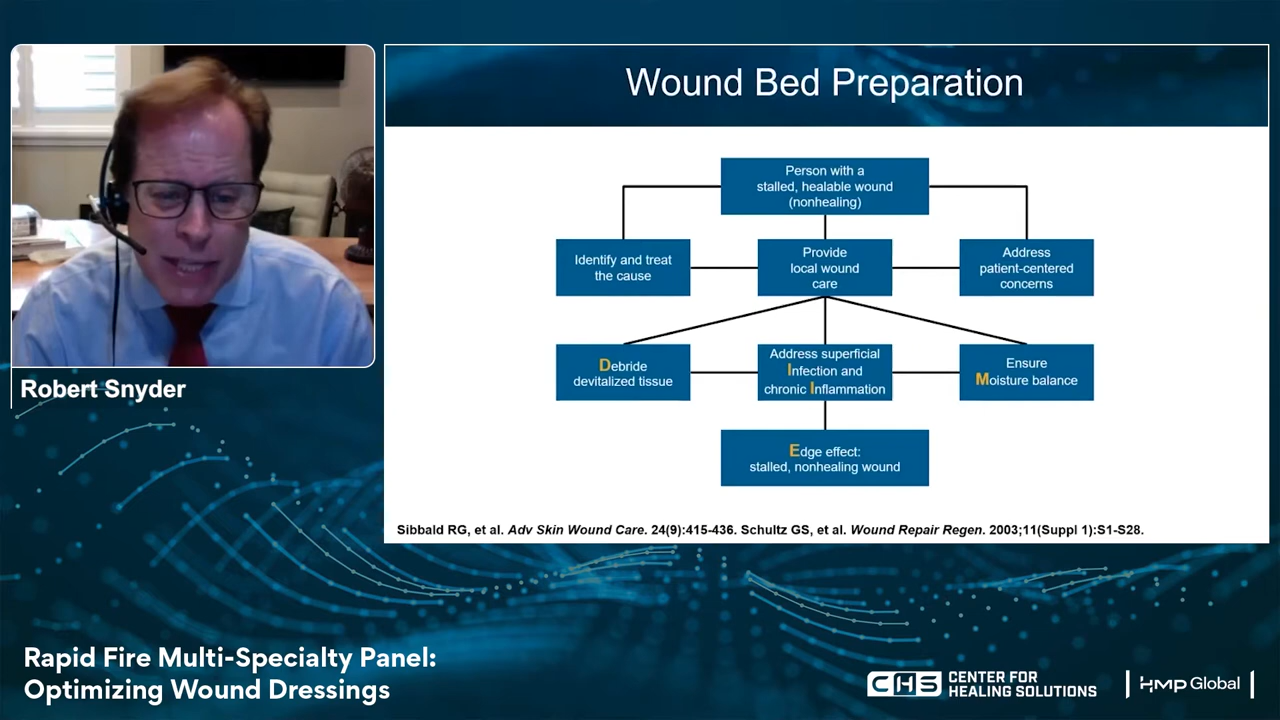 Wound Bed Preparation
Person with a
stalled, healable wound
(nonhealing)
Identify and treat
the cause
Provide
local wound
care
Address
patient-centered
concerns
Debride
devitalized tissue
Address superficial
Infection and
chronic Inflammation
Ensure
Moisture balance
Edge effect:
stalled, nonhealing wound
Sibbald RG, et al. Adv Skin Wound Care. 24(9):415-436. Schultz GS, et al. Wound Repair Regen. 2003;11(Suppl 1):S1-S28.
Robert Snyder
Rapid Fire Multi-Specialty Panel:
Optimizing Wound Dressings
CHS
CENTER FOR
HEALING SOLUTIONS
HMP Global